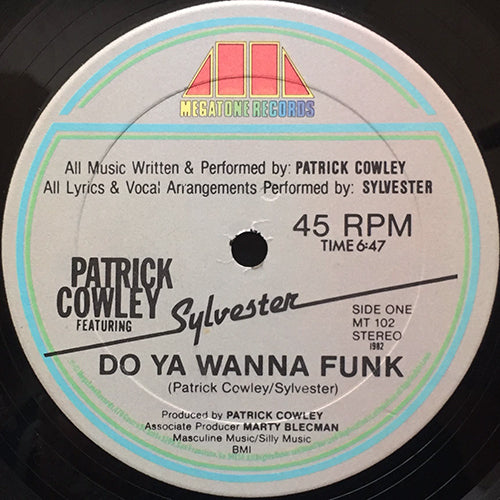 MEGATONE RECORDS
All Music Written & Performed by: PATRICK COWLEY
All Lyrics & Vocal Arrangements Performed by: SYLVESTER
45 RPM
TIME 6:47
PATRICK
COWLEY
FEATURING
Sylvester
SIDE ONE
MT 102
STEREO
1982
DO YA WANNA FUNK
(Patrick Cowley/Sylvester)
Produced by PATRICK COWLEY
Associate Producer MARTY BLECMAN
Masculine Music/Silly Music
BMI